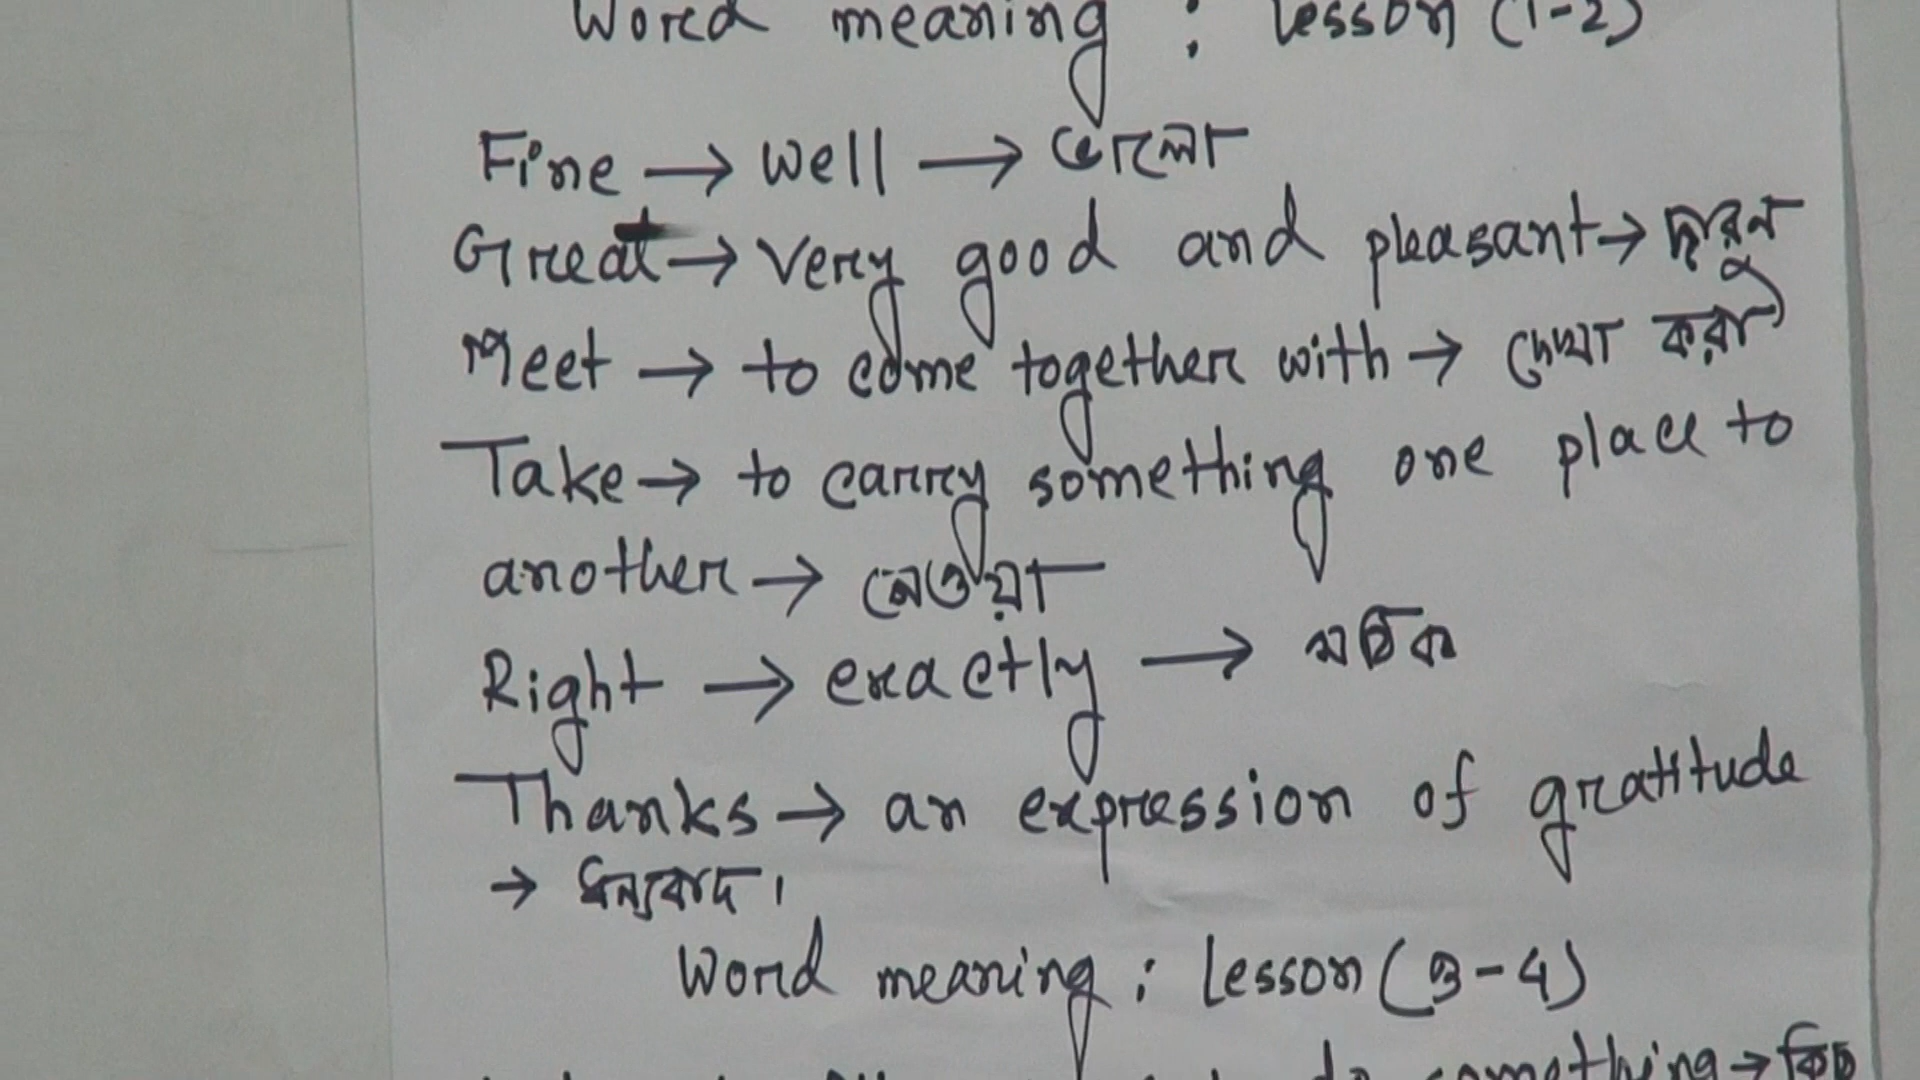 Word meaning : Lesson (1-2)
Fine → well → ভালো
Great → very good and pleasant → দারুন
Meet → to come together with → দেখা করা
Take → to carry something one place to
another → নেওয়া
Right → exactly → সঠিক
Thanks → an expression of gratitude
→ ধন্যবাদ।
Word meaning : Lesson (3-4)
do something →